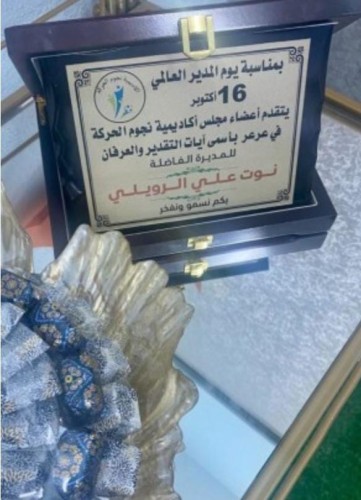 بمناسبة يوم المدير العالمي
16 أكتوبر
يتقدم أعضاء مجلس أكاديمية نجوم الحركة
في عرعر بأسمى آيات التقدير والعرفان
للمديرة الفاضلة
نوت علي الرويلي
بكم نسمو ونفخر